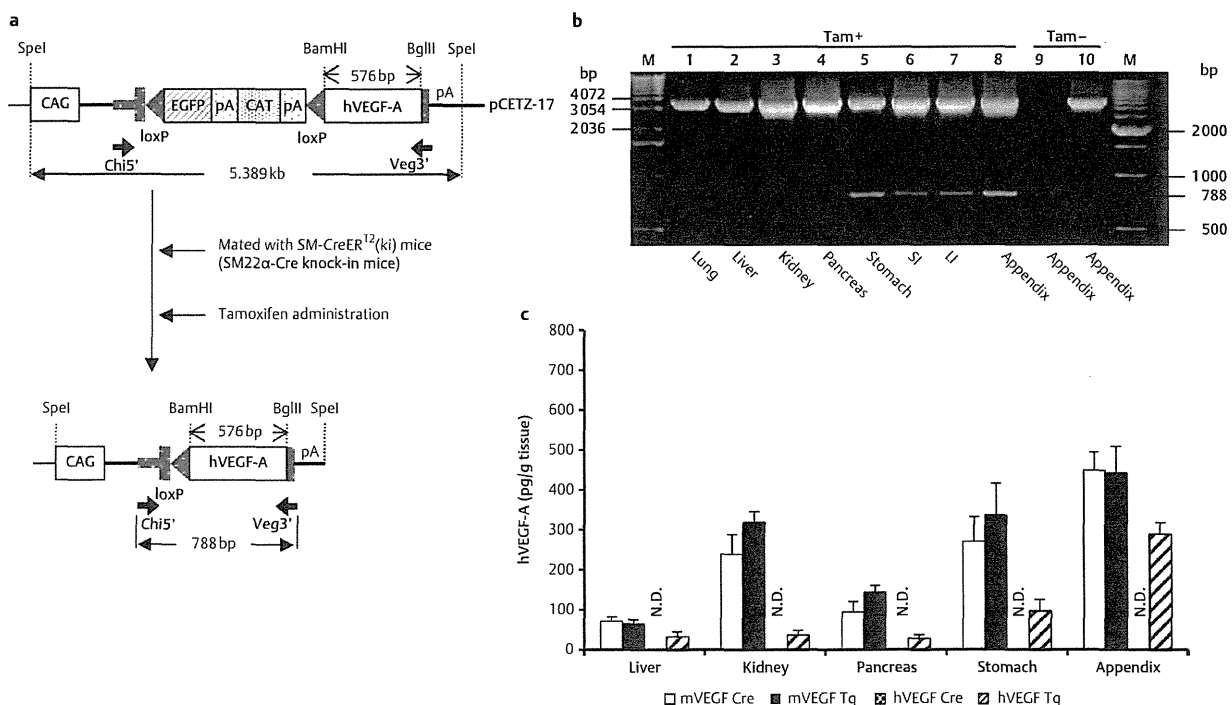 a
SpeI
BamHI
BglII
SpeI
576 bp
CAG
EGFP
pA
CAT
pA
hVEGF-A
pA
pCETZ-17
loxP
loxP
Chi5'
Veg3'
5.389 kb
Mated with SM-CreER^T2(ki) mice
(SM22α-Cre knock-in mice)
Tamoxifen administration
SpeI
BamHI
BglII
SpeI
576 bp
CAG
hVEGF-A
pA
loxP
Chi5'
Veg3'
788 bp
b
Tam+
Tam−
M 1 2 3 4 5 6 7 8 9 10 M
bp
bp
4072
3054
2036
2000
1000
788
500
Lung
Liver
Kidney
Pancreas
Stomach
SI
LI
Appendix
Appendix
Appendix
c
hVEGF-A (pg/g tissue)
800
700
600
500
400
300
200
100
0
N.D.
N.D.
N.D.
N.D.
N.D.
Liver
Kidney
Pancreas
Stomach
Appendix
mVEGF Cre
mVEGF Tg
hVEGF Cre
hVEGF Tg